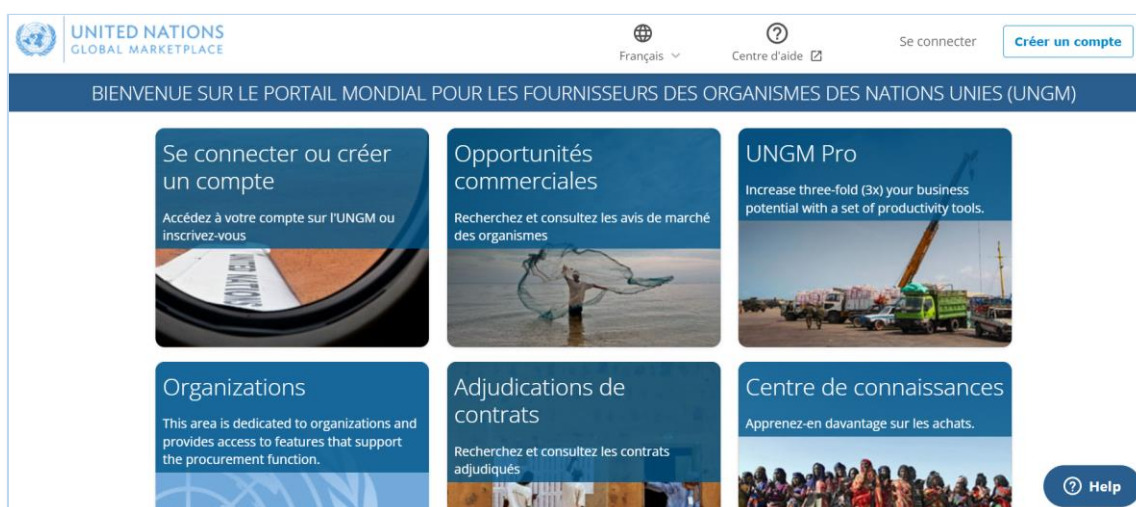 UNITED NATIONS
GLOBAL MARKETPLACE
Français
Centre d'aide
Se connecter
Créer un compte
BIENVENUE SUR LE PORTAIL MONDIAL POUR LES FOURNISSEURS DES ORGANISMES DES NATIONS UNIES (UNGM)
Se connecter ou créer
un compte
Accédez à votre compte sur l'UNGM ou
inscrivez-vous
UNITED NATIONS
Opportunités
commerciales
Recherchez et consultez les avis de marché
des organismes
UNGM Pro
Increase three-fold (3x) your business
potential with a set of productivity tools.
Organizations
This area is dedicated to organizations and
provides access to features that support
the procurement function.
Adjudications de
contrats
Recherchez et consultez les contrats
adjudiqués
Centre de connaissances
Apprenez-en davantage sur les achats.
Help